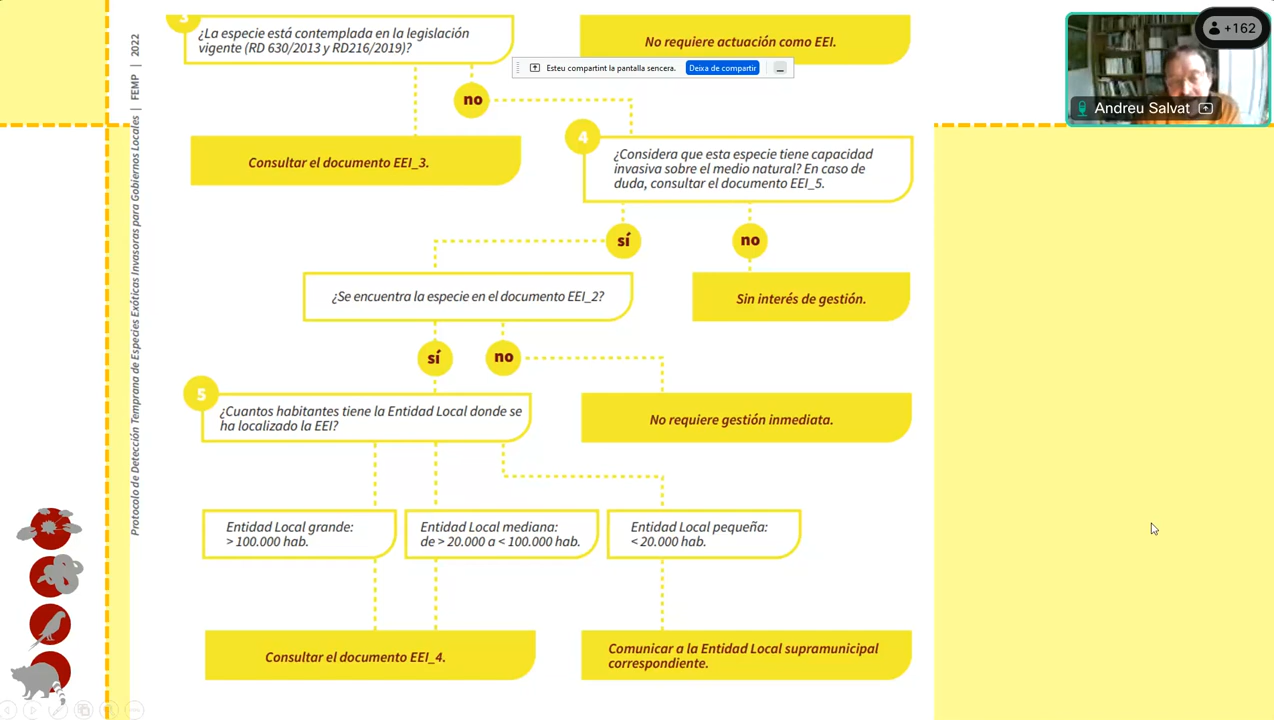 3
¿La especie está contemplada en la legislación
vigente (RD 630/2013 y RD216/2019)?
No requiere actuación como EEI.
+162
Esteu compartint la pantalla sencera.
Deixa de compartir
Andreu Salvat
no
Consultar el documento EEI_3.
4
¿Considera que esta especie tiene capacidad
invasiva sobre el medio natural? En caso de
duda, consultar el documento EEI_5.
sí
no
¿Se encuentra la especie en el documento EEI_2?
Sin interés de gestión.
sí
no
5
¿Cuantos habitantes tiene la Entidad Local donde se
ha localizado la EEI?
No requiere gestión inmediata.
Entidad Local grande:
> 100.000 hab.
Entidad Local mediana:
de > 20.000 a < 100.000 hab.
Entidad Local pequeña:
< 20.000 hab.
Consultar el documento EEI_4.
Comunicar a la Entidad Local supramunicipal
correspondiente.
Protocolo de Detección Temprana de Especies Exóticas Invasoras para Gobiernos Locales | FEMP | 2022